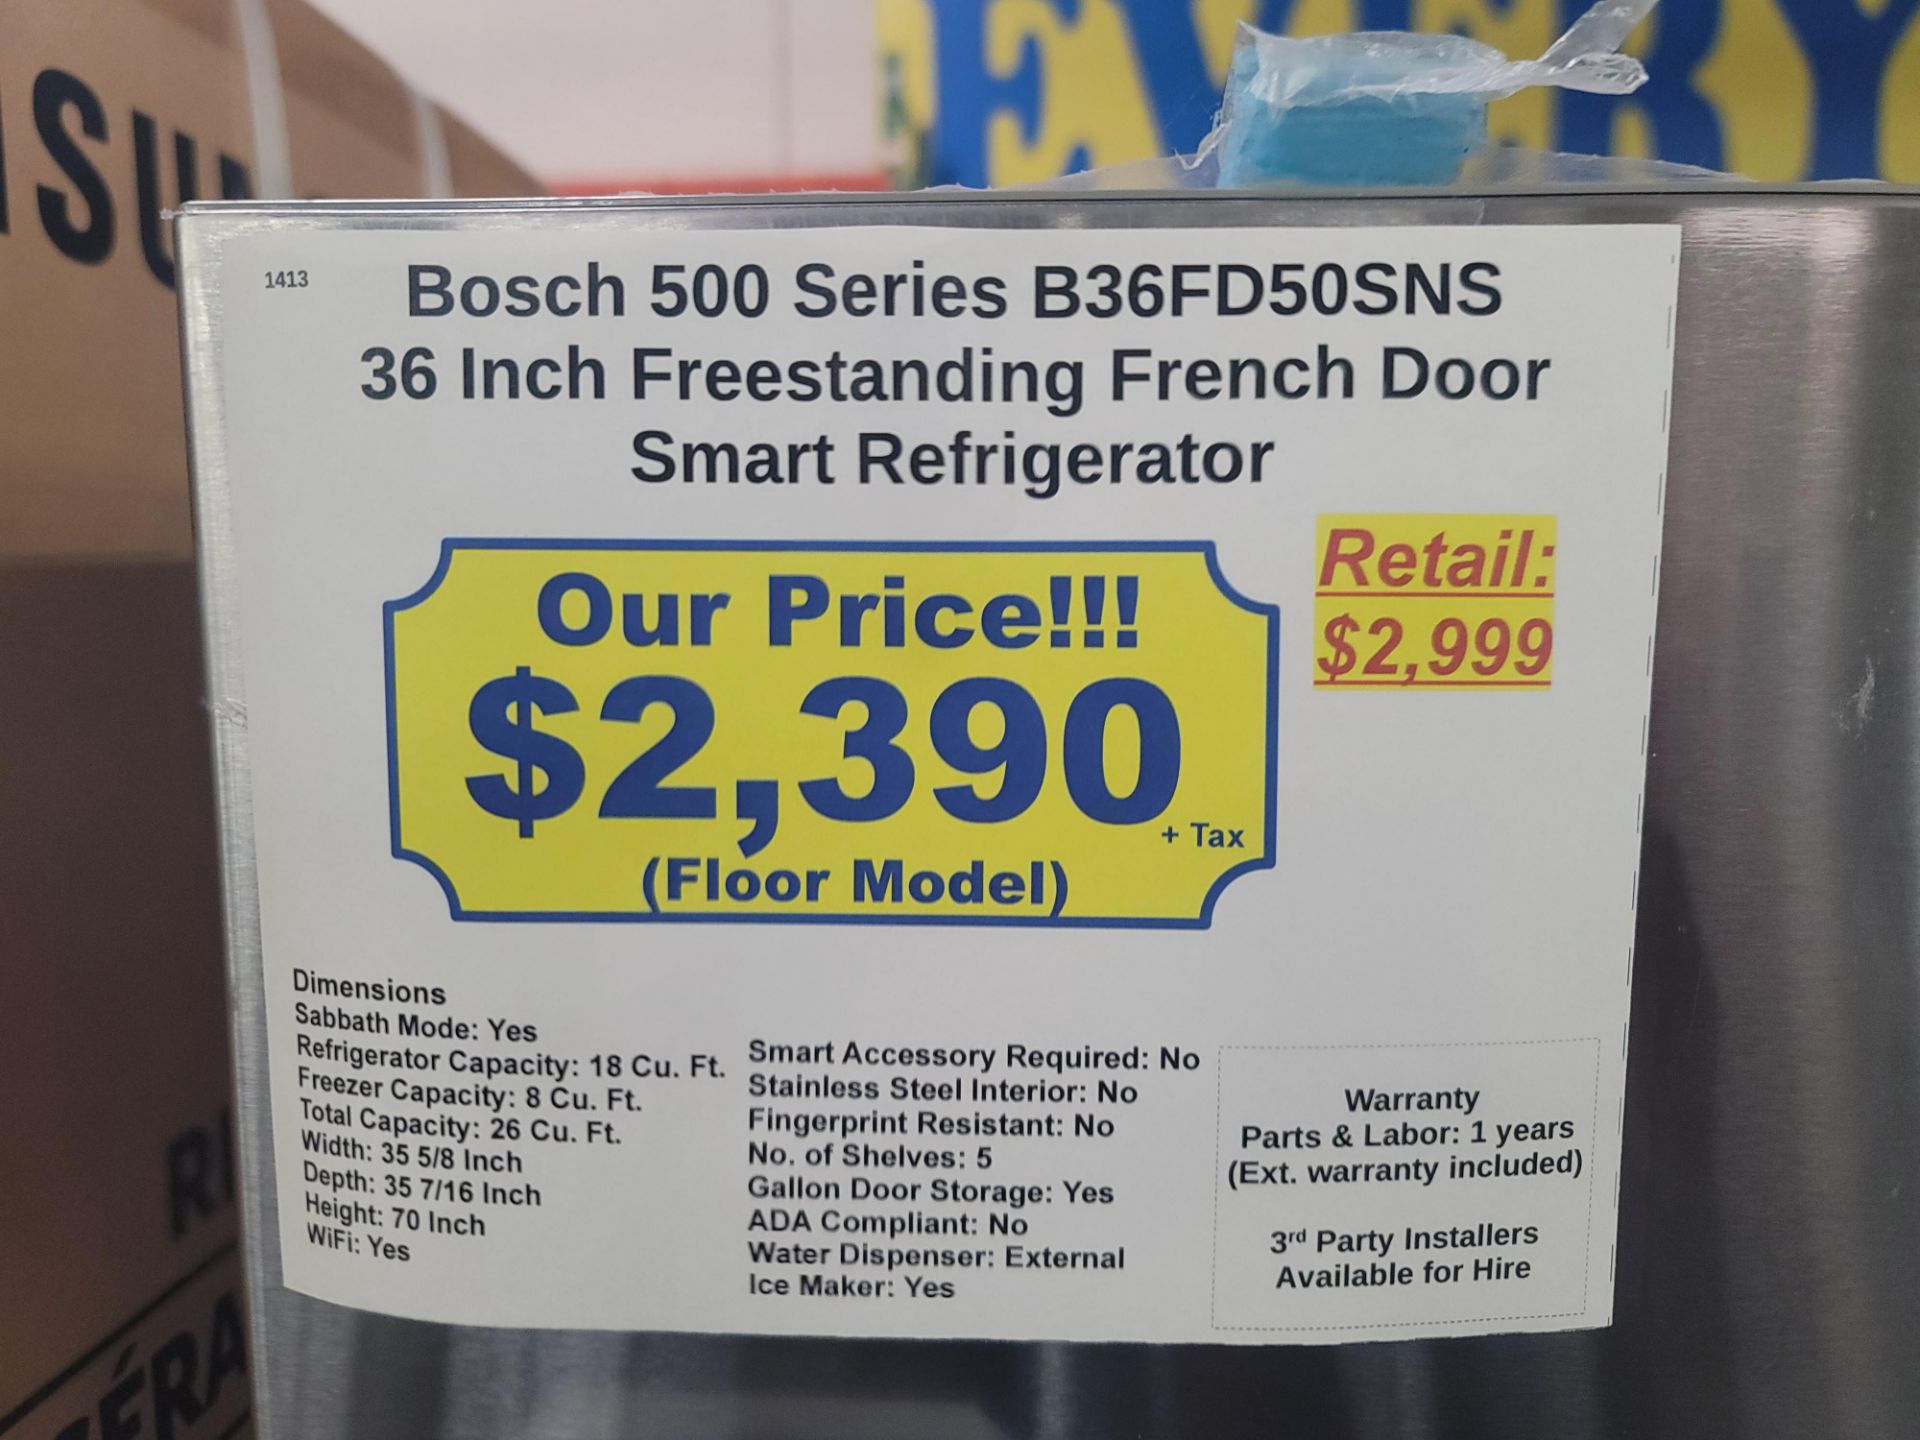 EVERY
ISU
1413
Bosch 500 Series B36FD50SNS
36 Inch Freestanding French Door
Smart Refrigerator
Our Price!!!
$2,390
+ Tax
(Floor Model)
Retail:
$2,999
Dimensions
Sabbath Mode: Yes
Refrigerator Capacity: 18 Cu. Ft.
Freezer Capacity: 8 Cu. Ft.
Total Capacity: 26 Cu. Ft.
Width: 35 5/8 Inch
Depth: 35 7/16 Inch
Height: 70 Inch
WiFi: Yes
Smart Accessory Required: No
Stainless Steel Interior: No
Fingerprint Resistant: No
No. of Shelves: 5
Gallon Door Storage: Yes
ADA Compliant: No
Water Dispenser: External
Ice Maker: Yes
Warranty
Parts & Labor: 1 years
(Ext. warranty included)
3rd Party Installers
Available for Hire